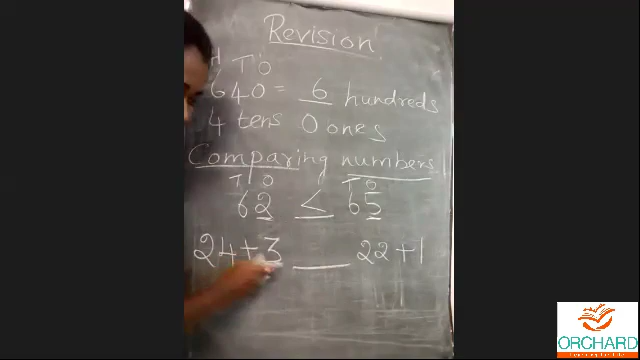 Revision
H T O
640 = 6 hundreds
4 tens 0 ones
Comparing numbers
T O T O
62 < 65
24+3 ___ 22+1
ORCHARD